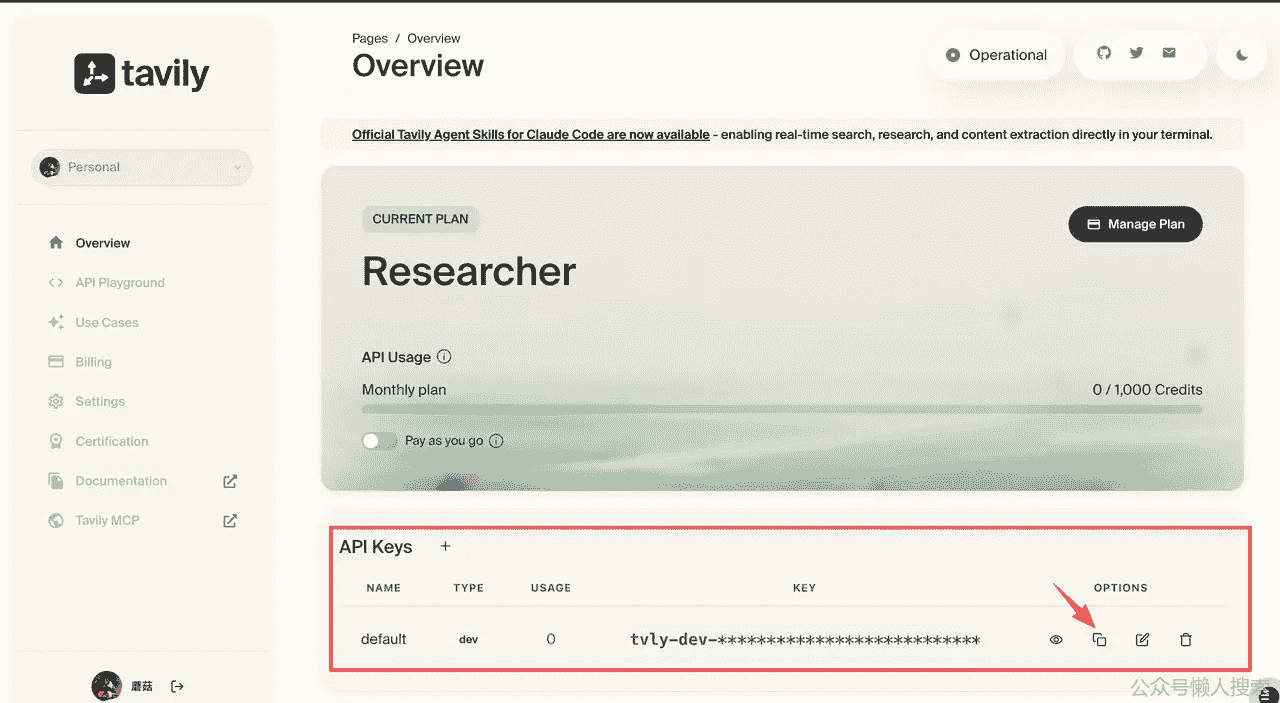 tavily
Personal
Overview
API Playground
Use Cases
Billing
Settings
Certification
Documentation
Tavily MCP
蘑菇
Pages / Overview
Overview
Operational
Official Tavily Agent Skills for Claude Code are now available - enabling real-time search, research, and content extraction directly in your terminal.
CURRENT PLAN
Manage Plan
Researcher
API Usage
Monthly plan 0 / 1,000 Credits
Pay as you go
API Keys +
NAME TYPE USAGE KEY OPTIONS
default dev 0 tvly-dev-***************************
公众号懒人搜索